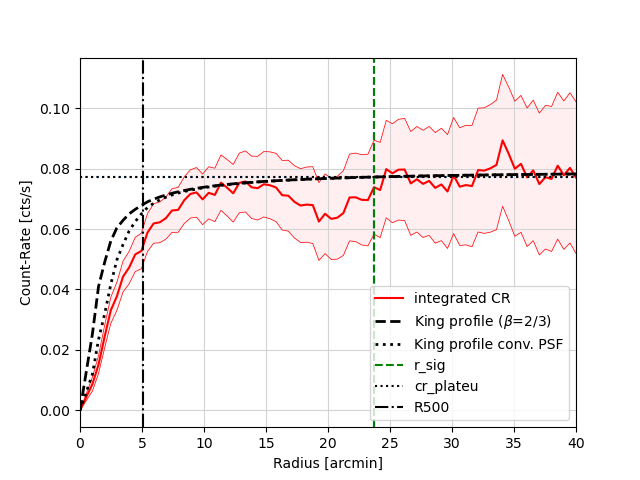 0.10
0.08
0.06
0.04
0.02
0.00
Count-Rate [cts/s]
integrated CR
King profile (β=2/3)
King profile conv. PSF
r_sig
cr_plateu
R500
0 5 10 15 20 25 30 35 40
Radius [arcmin]